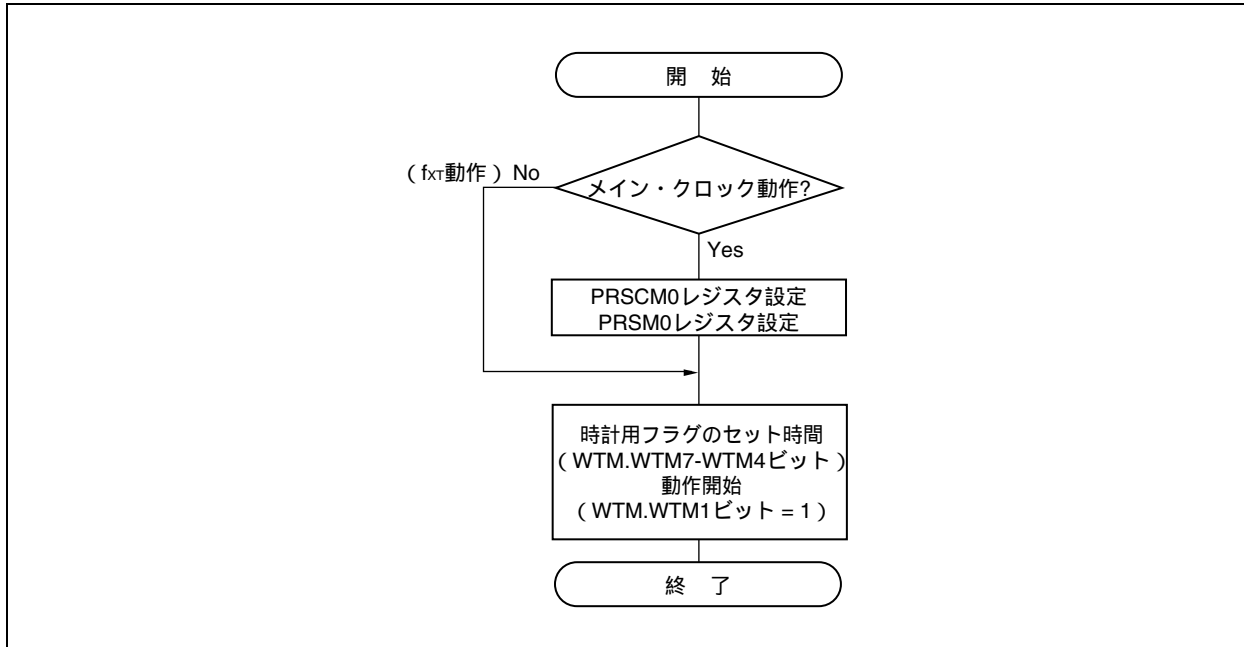 開　始
（fXT動作）No
メイン・クロック動作?
Yes
PRSCM0レジスタ設定
PRSM0レジスタ設定
時計用フラグのセット時間
（WTM.WTM7-WTM4ビット）
動作開始
（WTM.WTM1ビット = 1）
終　了